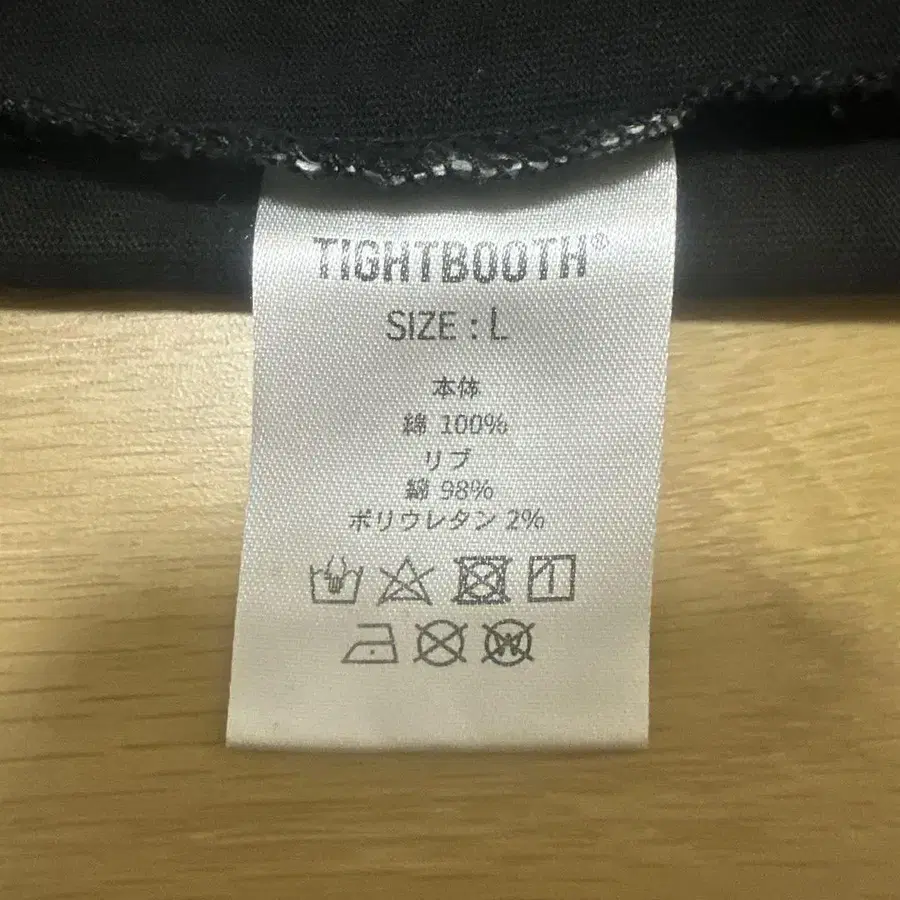 TIGHTBOOTH®
SIZE : L
本体
綿 100%
リブ
綿 98%
ポリウレタン 2%
W